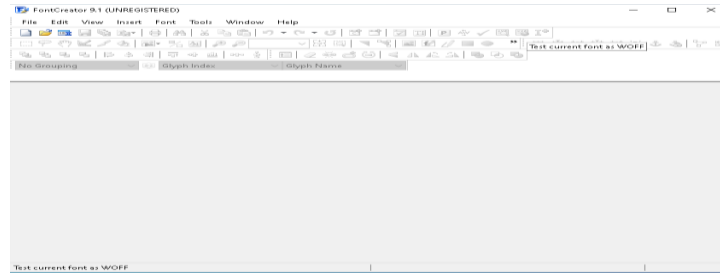 FontCreator 9.1 (UNREGISTERED)
File Edit View Insert Font Tools Window Help
Test current font as WOFF
No Grouping Glyph Index Glyph Name
Test current font as WOFF